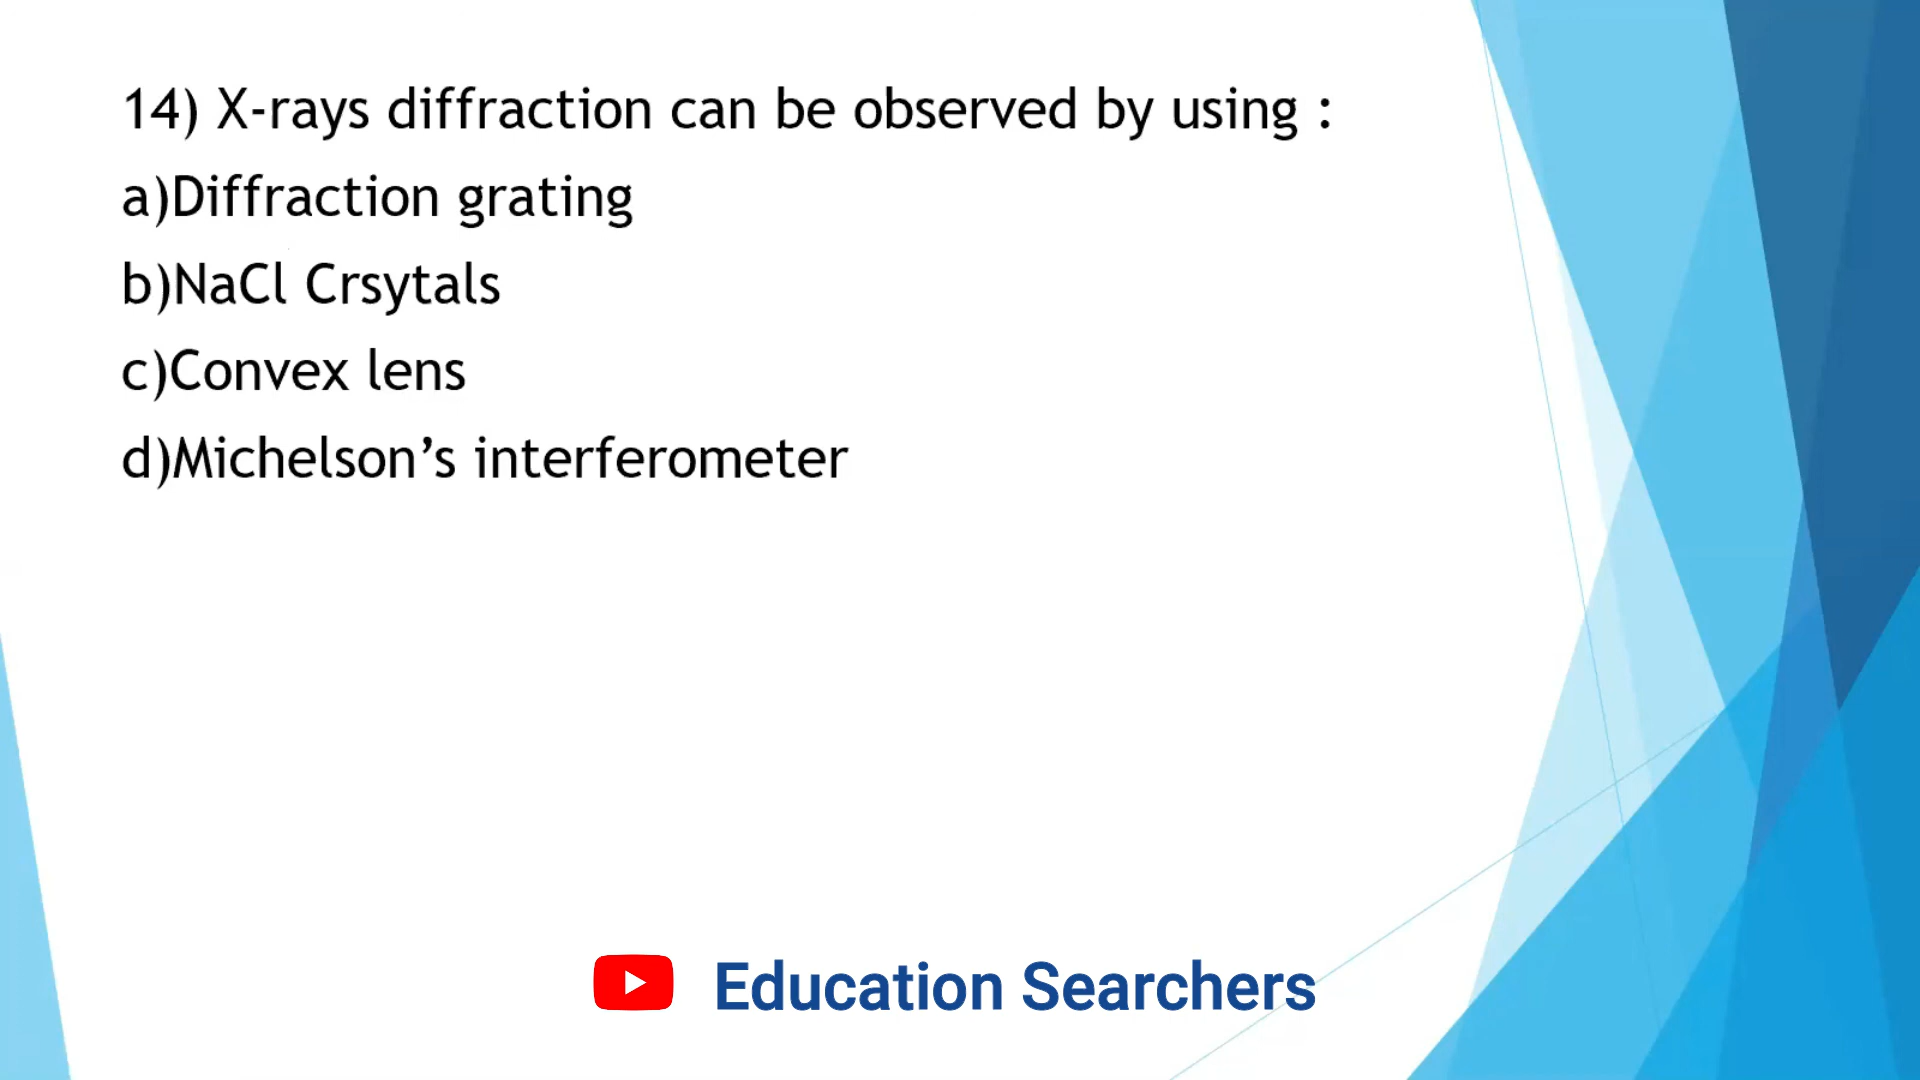 14) X-rays diffraction can be observed by using :
a)Diffraction grating
b)NaCl Crsytals
c)Convex lens
d)Michelson’s interferometer
Education Searchers